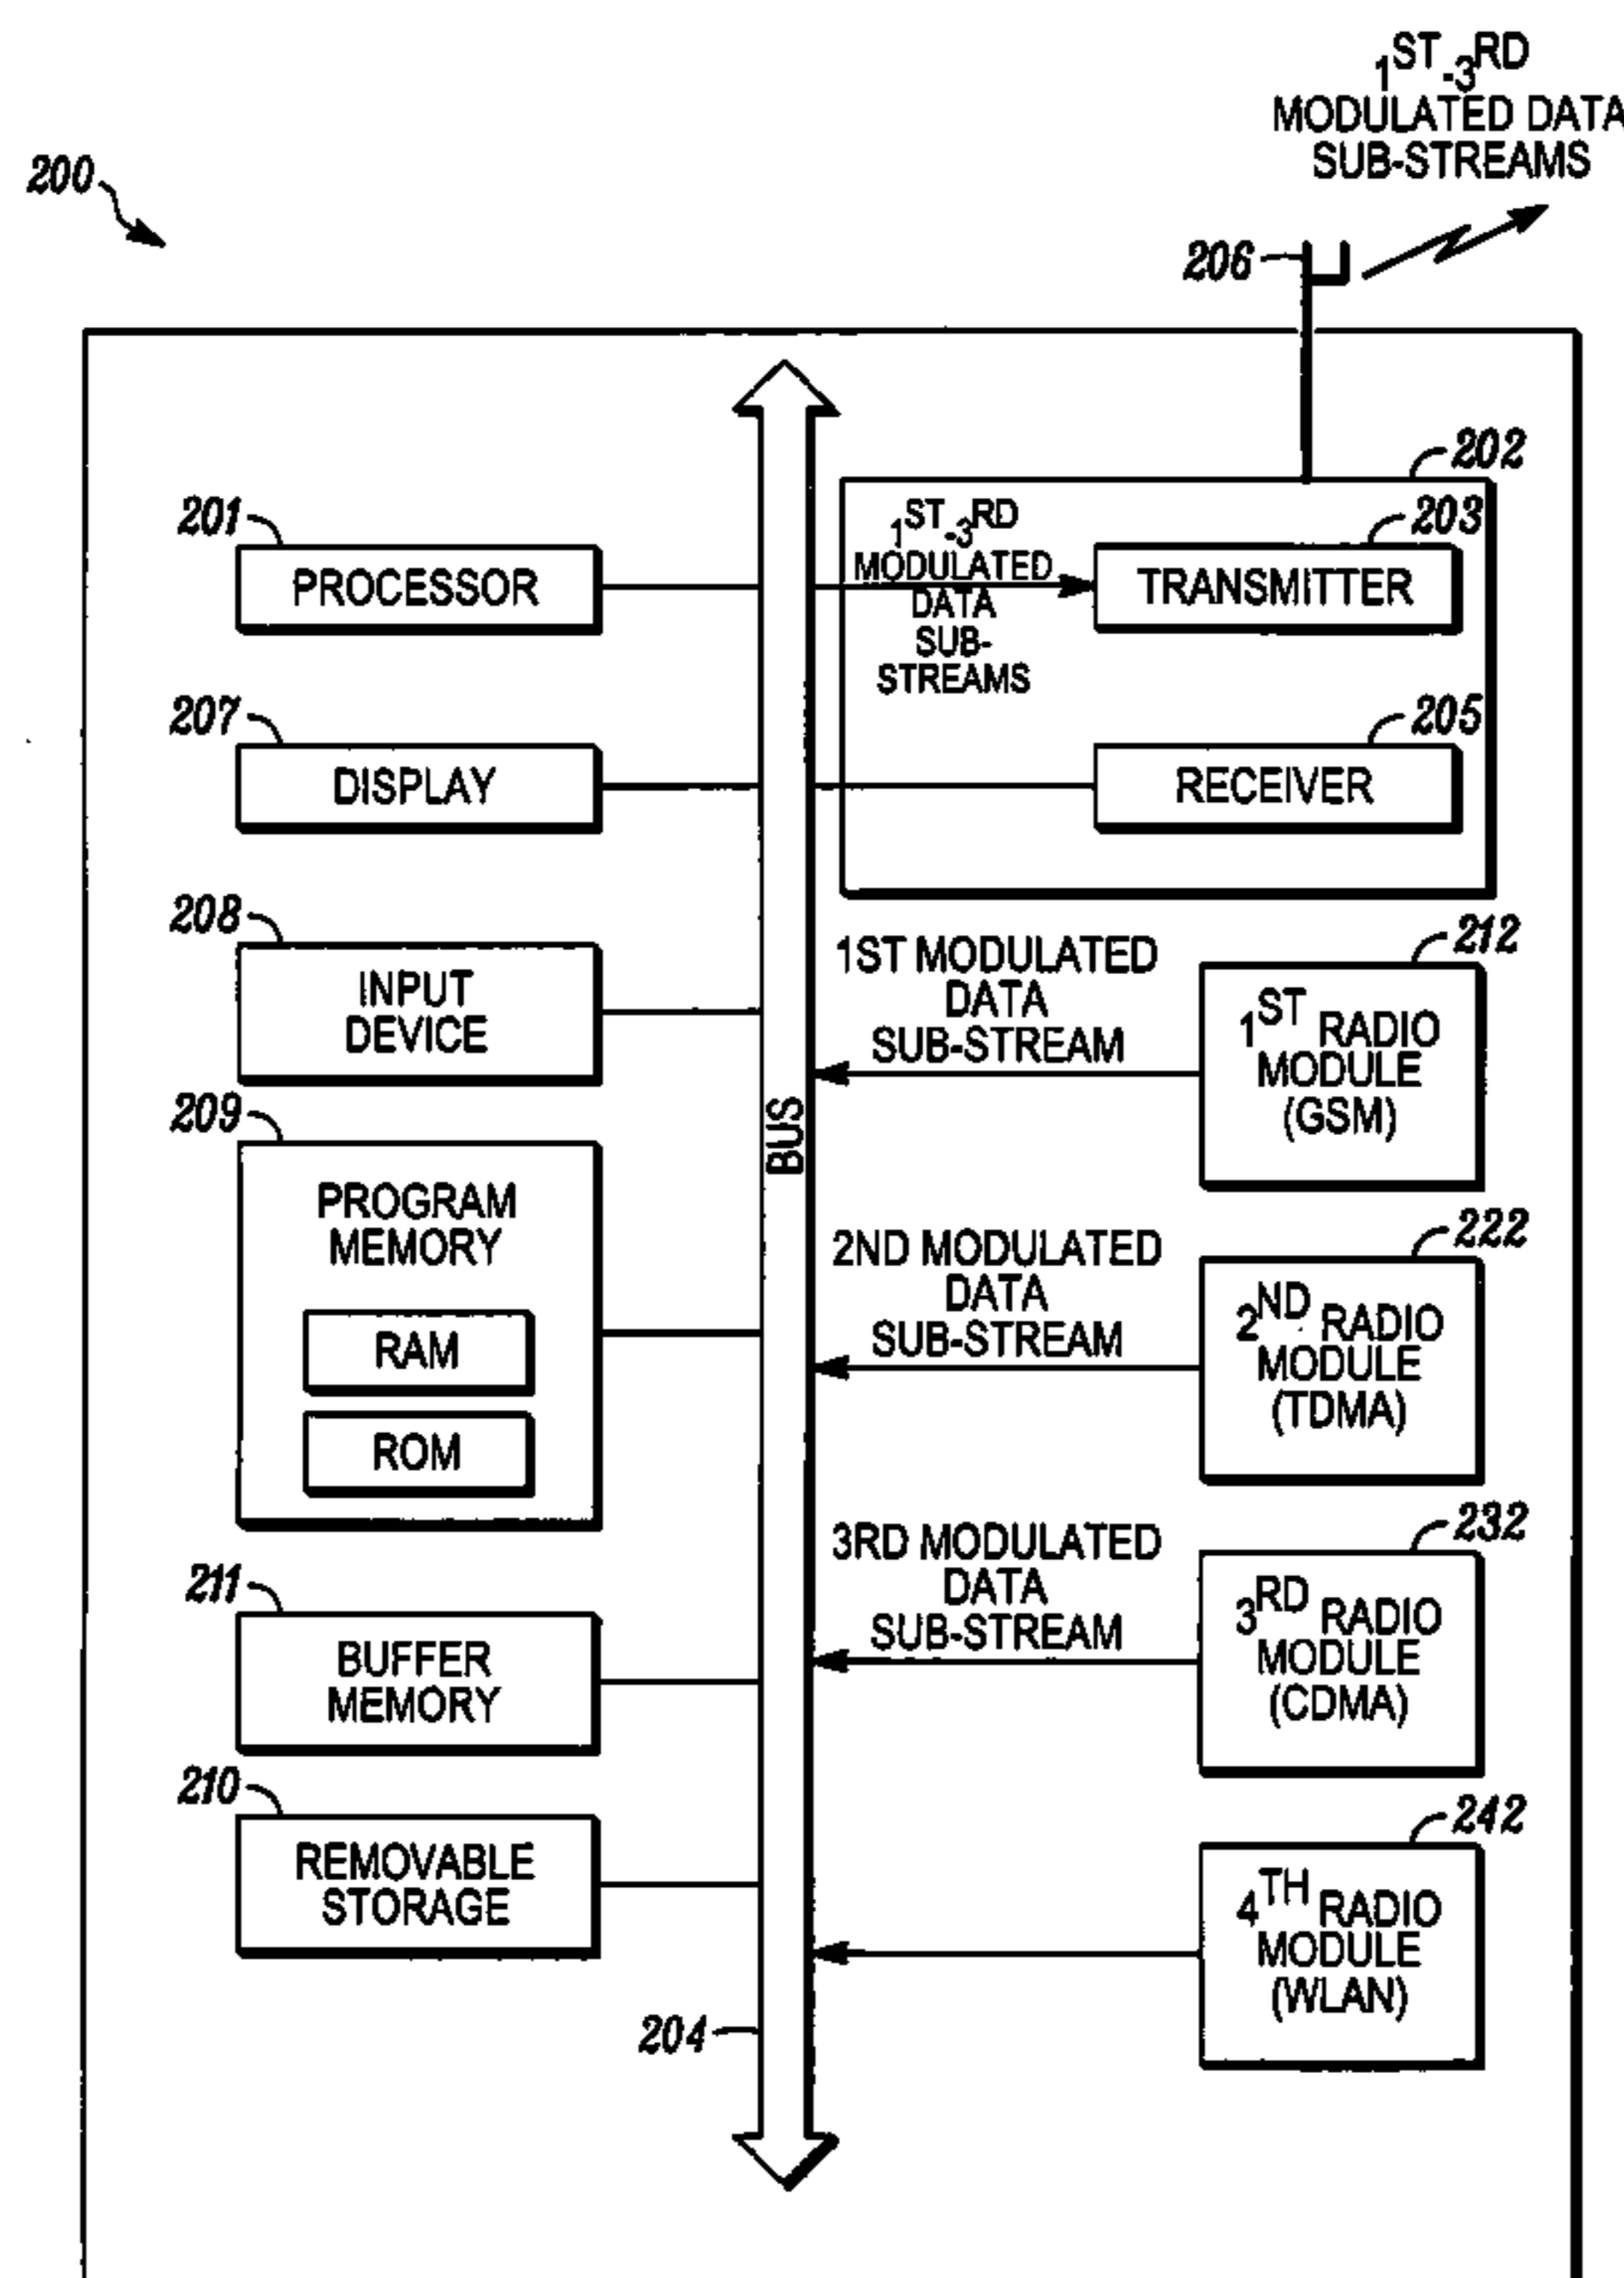 1ST-3RD
MODULATED DATA
SUB-STREAMS
200
206
202
201
1ST-3RD
MODULATED
DATA
SUB-
STREAMS
203
PROCESSOR
TRANSMITTER
207
205
DISPLAY
RECEIVER
208
INPUT
DEVICE
1ST MODULATED
DATA
SUB-STREAM
212
1ST RADIO
MODULE
(GSM)
209
PROGRAM
MEMORY
RAM
ROM
BUS
2ND MODULATED
DATA
SUB-STREAM
222
2ND RADIO
MODULE
(TDMA)
211
BUFFER
MEMORY
3RD MODULATED
DATA
SUB-STREAM
232
3RD RADIO
MODULE
(CDMA)
210
REMOVABLE
STORAGE
242
4TH RADIO
MODULE
(WLAN)
204